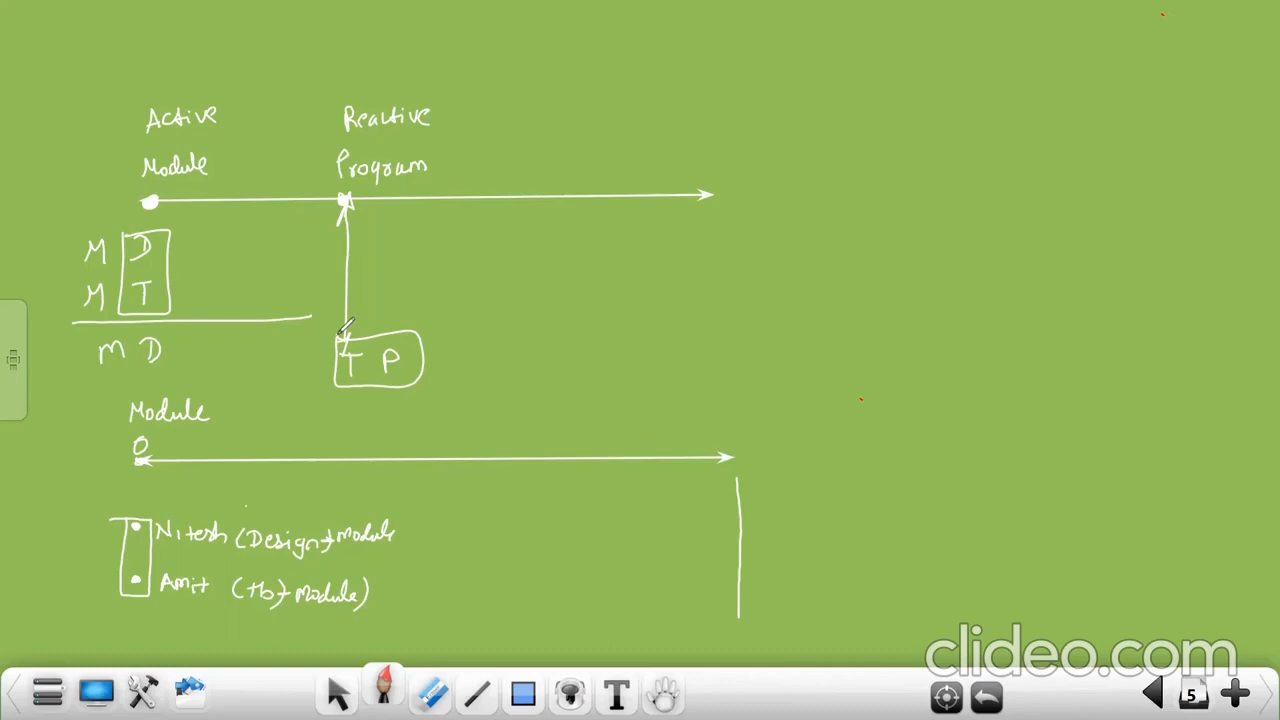 Active Reactive
Module Program
M D
M T
M D
T P
Module
0
Nitesh (Design) → module
Amit (tb) → Module)
clideo.com
5
T